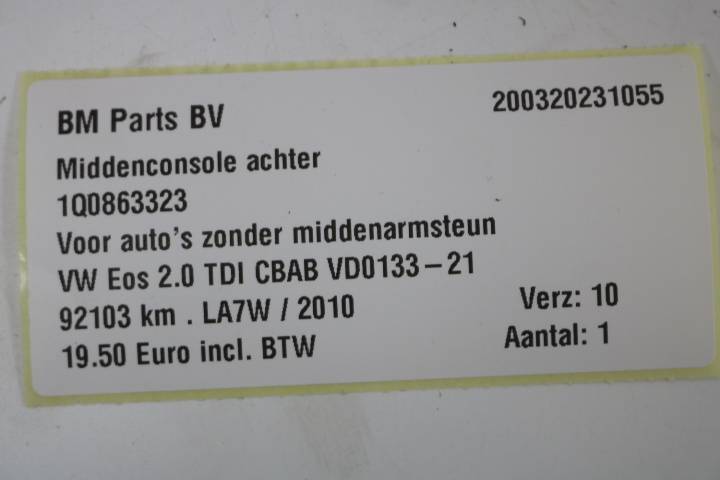 BM Parts BV 200320231055
Middenconsole achter
1Q0863323
Voor auto's zonder middenarmsteun
VW Eos 2.0 TDI CBAB VD0133-21
92103 km . LA7W / 2010 Verz: 10
19.50 Euro incl. BTW Aantal: 1